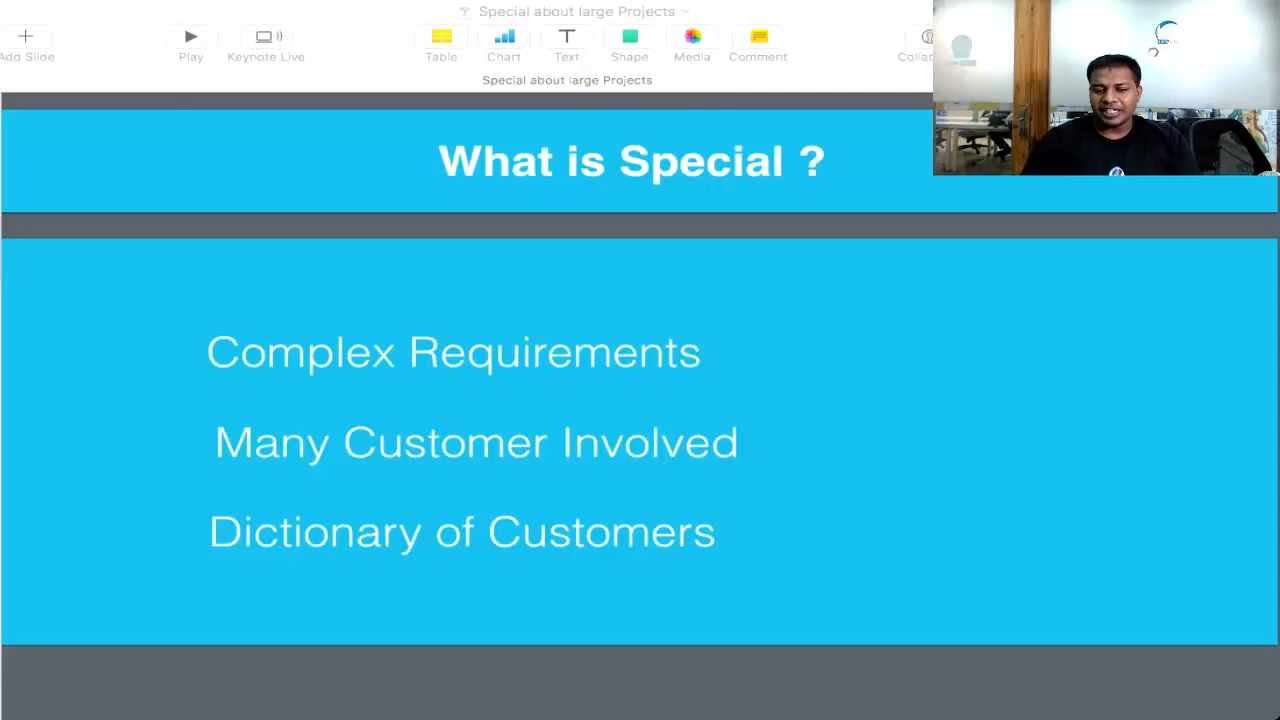 Special about large Projects
Add Slide
Play
Keynote Live
Table
Chart
Text
Shape
Media
Comment
Special about large Projects
What is Special ?
Complex Requirements
Many Customer Involved
Dictionary of Customers